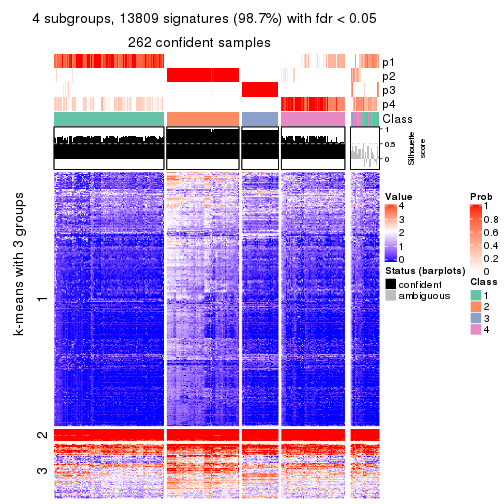 4 subgroups, 13809 signatures (98.7%) with fdr < 0.05
262 confident samples
p1
p2
p3
p4
Class
1
0.5
0
Silhouette
score
k-means with 3 groups
1
2
3
Value
4
3
2
1
0
Status (barplots)
confident
ambiguous
Prob
1
0.8
0.6
0.4
0.2
0
Class
1
2
3
4